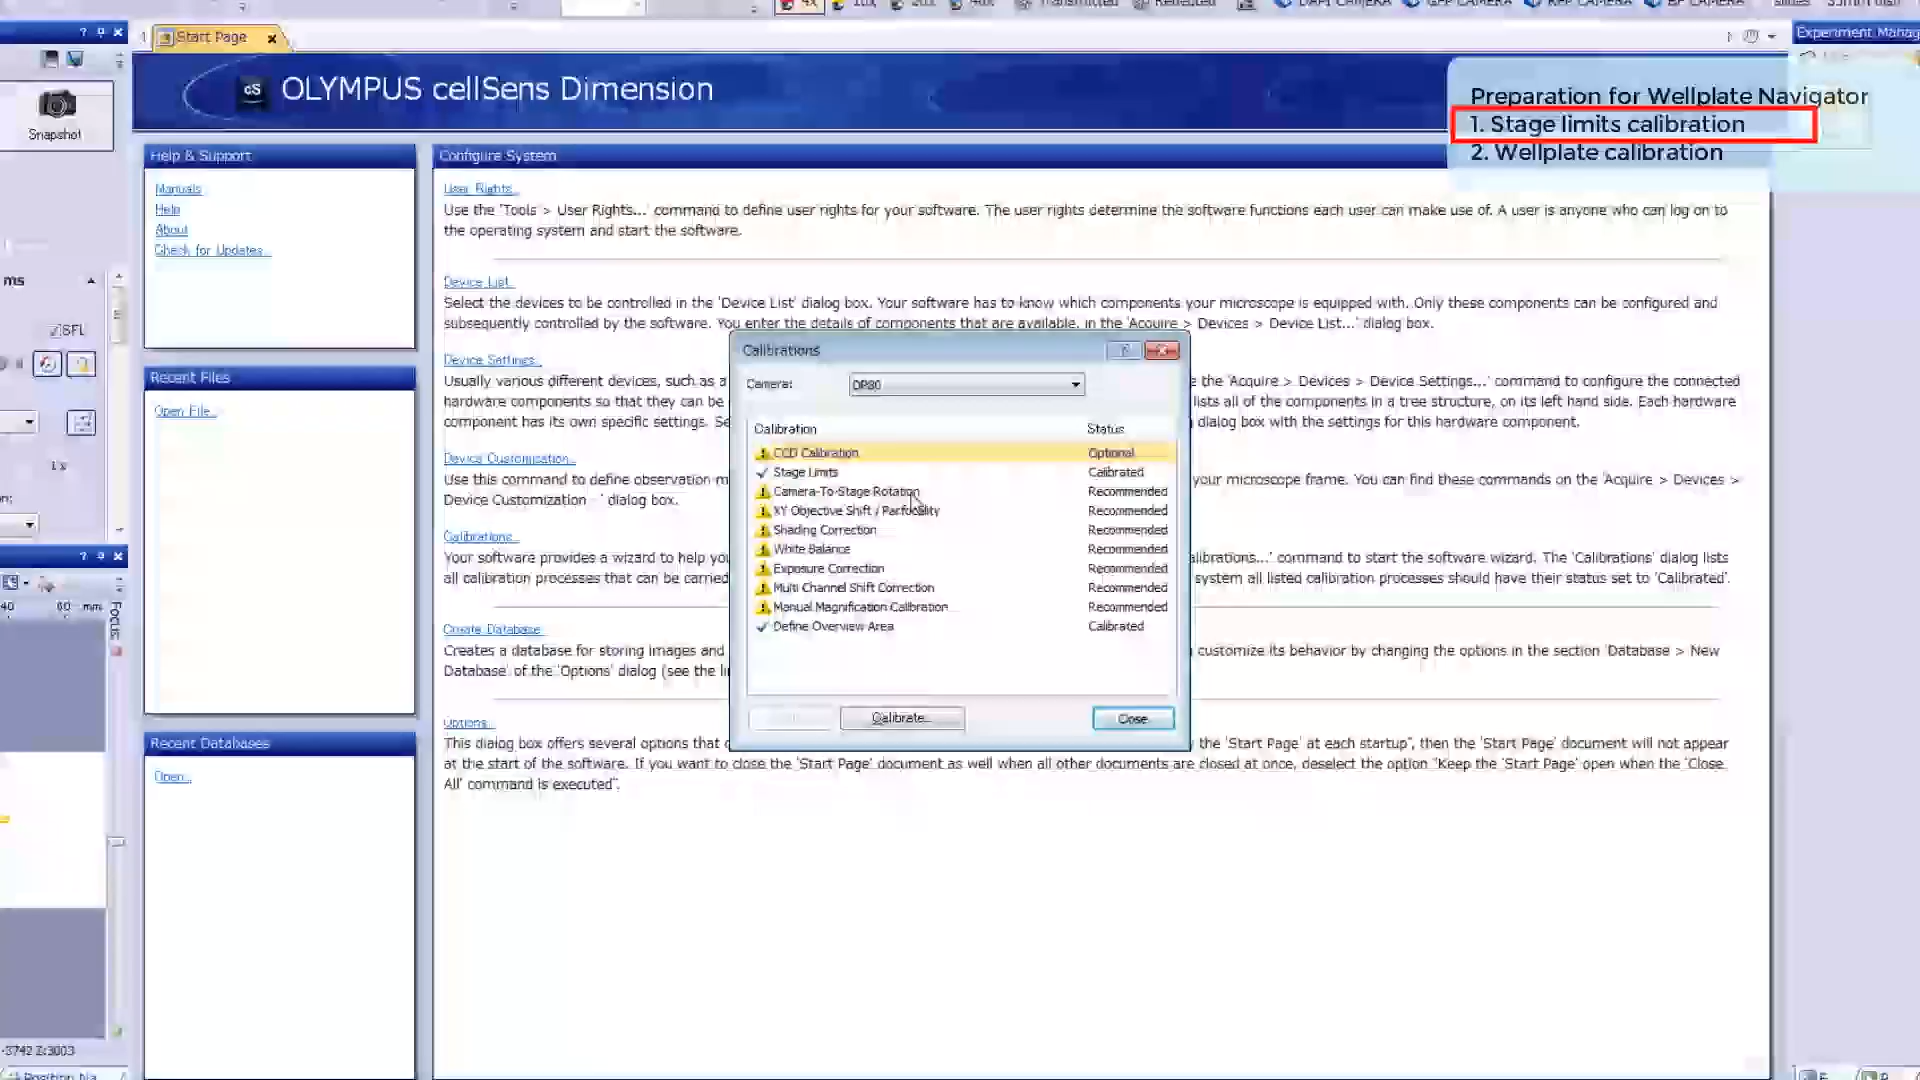 Start Page
Experiment Manag
OLYMPUS cellSens Dimension
Preparation for Wellplate Navigator
1. Stage limits calibration
2. Wellplate calibration
Snapshot
Help & Support
Manuals
Help
About
Check for Updates...
Recent Files
Open File...
Recent Databases
Open...
Configure System
User Rights...
Use the 'Tools > User Rights...' command to define user rights for your software. The user rights determine the software functions each user can make use of. A user is anyone who can log on to
the operating system and start the software.
Device List...
Select the devices to be controlled in the 'Device List' dialog box. Your software has to know which components your microscope is equipped with. Only these components can be configured and
subsequently controlled by the software. You enter the details of components that are available, in the 'Acquire > Devices > Device List...' dialog box.
Device Settings...
Usually various different devices, such as a
the 'Acquire > Devices > Device Settings...' command to configure the connected
hardware components so that they can be
lists all of the components in a tree structure, on its left hand side. Each hardware
component has its own specific settings.
dialog box with the settings for this hardware component.
Device Customization...
Use this command to define observation m
your microscope frame. You can find these commands on the 'Acquire > Devices >
Device Customization...' dialog box.
Calibrations...
Your software provides a wizard to help you
alibrations...' command to start the software wizard. The 'Calibrations' dialog lists
all calibration processes that can be carried
system all listed calibration processes should have their status set to 'Calibrated'.
Create Database...
Creates a database for storing images and
customize its behavior by changing the options in the section 'Database > New
Database' of the 'Options' dialog (see the li
Options...
This dialog box offers several options that
the 'Start Page' at each startup", then the 'Start Page' document will not appear
at the start of the software. If you want to close the 'Start Page' document as well when all other documents are closed at once, deselect the option "Keep the 'Start Page' open when the 'Close
All' command is executed".
Calibrations
Camera:
DP80
Calibration Status
CCD Calibration Optional
Stage Limits Calibrated
Camera-To-Stage Rotation Recommended
XY Objective Shift / Parfocality Recommended
Shading Correction Recommended
White Balance Recommended
Exposure Correction Recommended
Multi Channel Shift Correction Recommended
Manual Magnification Calibration Recommended
Define Overview Area Calibrated
Calibrate...
Close
ms
SFL
1x
40 60 mm
Focus
-3742 Z:3003